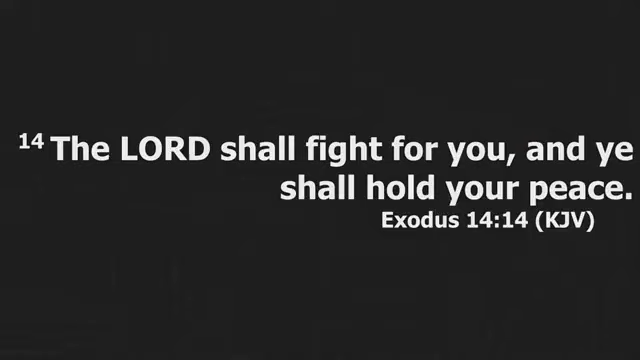 14 The LORD shall fight for you, and ye
shall hold your peace.
Exodus 14:14 (KJV)